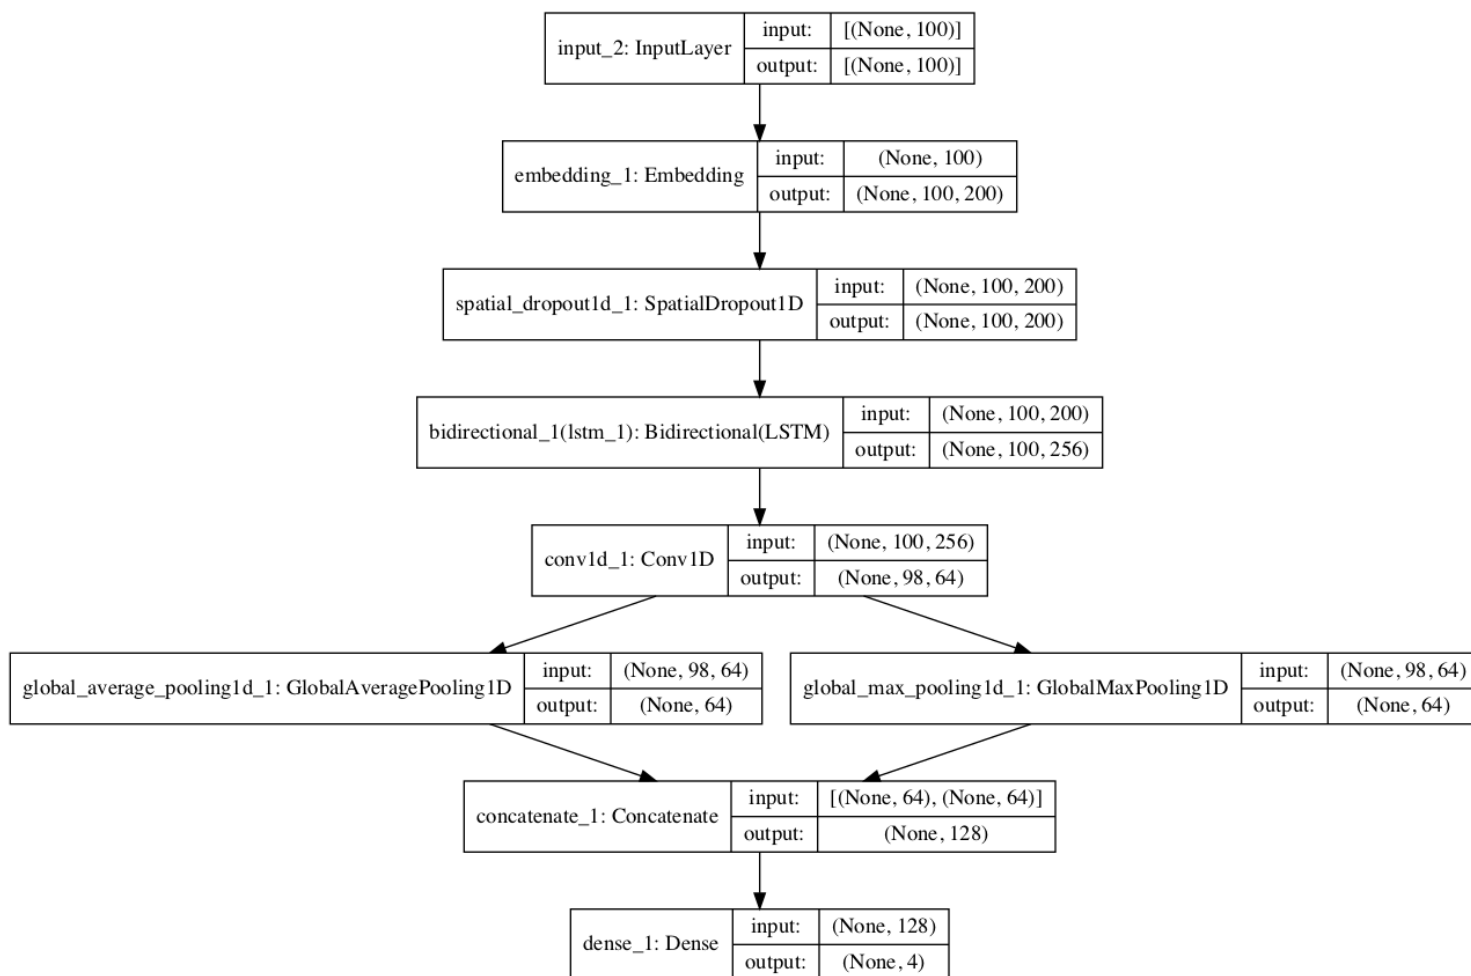 input_2: InputLayer
input: [(None, 100)]
output: [(None, 100)]
embedding_1: Embedding
input: (None, 100)
output: (None, 100, 200)
spatial_dropout1d_1: SpatialDropout1D
input: (None, 100, 200)
output: (None, 100, 200)
bidirectional_1(lstm_1): Bidirectional(LSTM)
input: (None, 100, 200)
output: (None, 100, 256)
conv1d_1: Conv1D
input: (None, 100, 256)
output: (None, 98, 64)
global_average_pooling1d_1: GlobalAveragePooling1D
input: (None, 98, 64)
output: (None, 64)
global_max_pooling1d_1: GlobalMaxPooling1D
input: (None, 98, 64)
output: (None, 64)
concatenate_1: Concatenate
input: [(None, 64), (None, 64)]
output: (None, 128)
dense_1: Dense
input: (None, 128)
output: (None, 4)